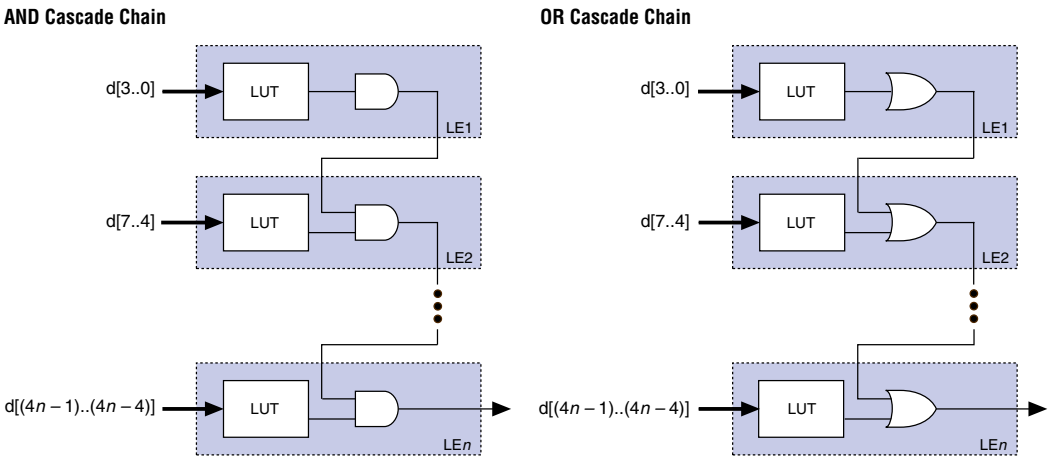 AND Cascade Chain
d[3..0]
LUT
LE1
d[7..4]
LUT
LE2
d[(4n – 1)..(4n – 4)]
LUT
LEn
OR Cascade Chain
d[3..0]
LUT
LE1
d[7..4]
LUT
LE2
d[(4n – 1)..(4n – 4)]
LUT
LEn